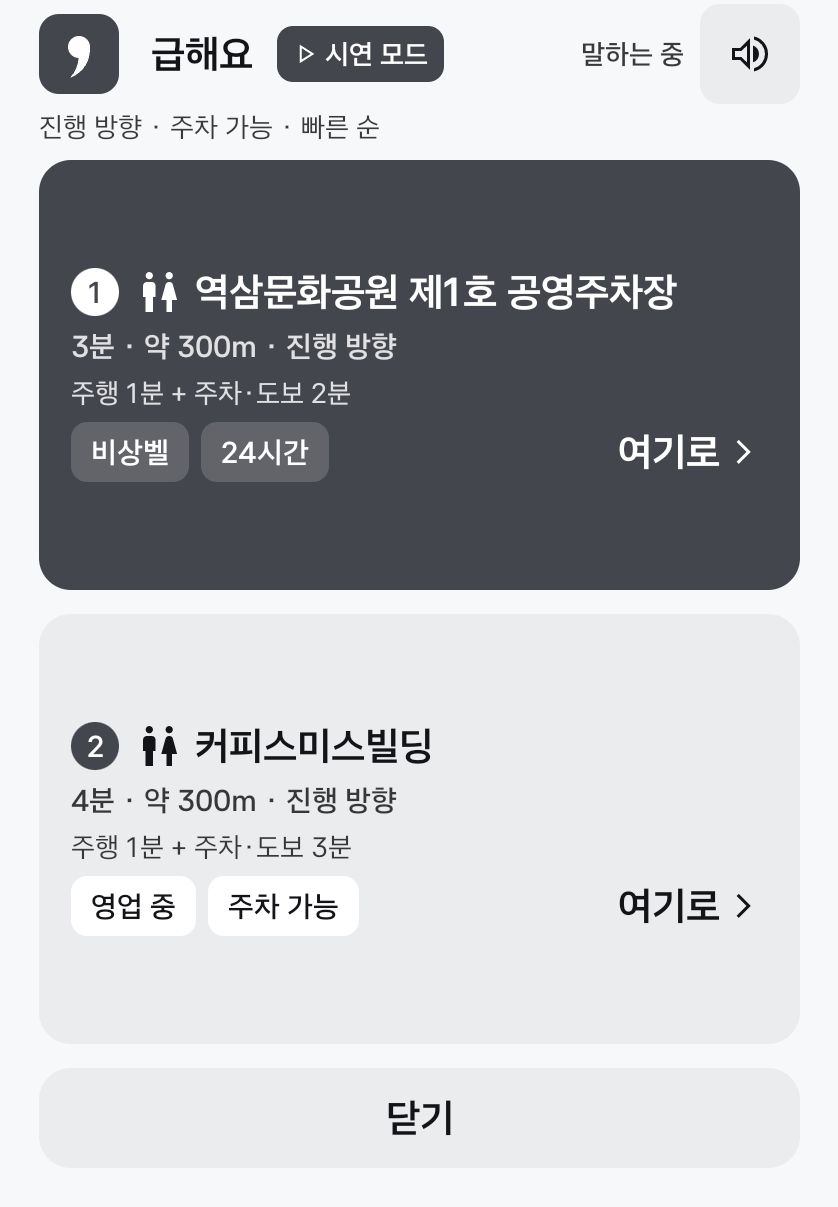 급해요
시연 모드
말하는 중
진행 방향 · 주차 가능 · 빠른 순
1 역삼문화공원 제1호 공영주차장
3분 · 약 300m · 진행 방향
주행 1분 + 주차·도보 2분
비상벨 24시간 여기로
2 커피스미스빌딩
4분 · 약 300m · 진행 방향
주행 1분 + 주차·도보 3분
영업 중 주차 가능 여기로
닫기